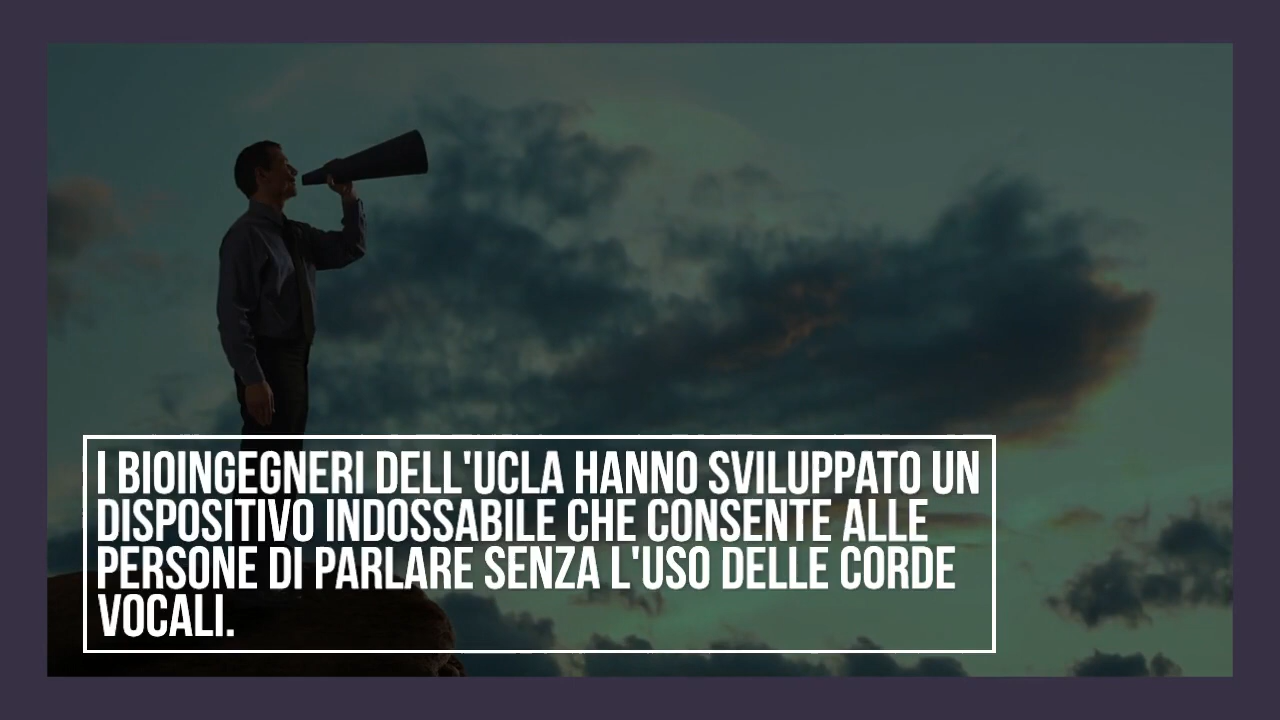 I BIOINGEGNERI DELL'UCLA HANNO SVILUPPATO UN
DISPOSITIVO INDOSSABILE CHE CONSENTE ALLE
PERSONE DI PARLARE SENZA L'USO DELLE CORDE
VOCALI.